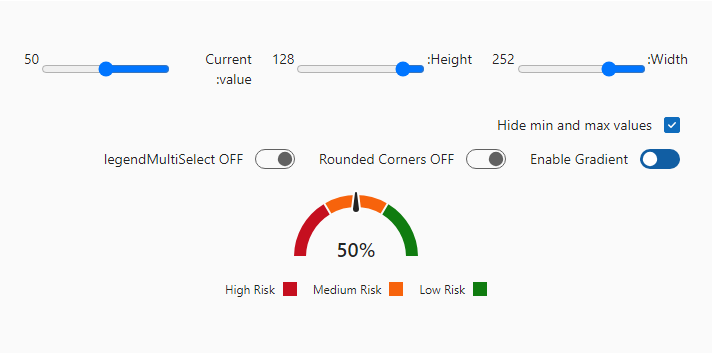 Width:
252
Height:
128
Current
value:
50
Hide min and max values
Enable Gradient
Rounded Corners OFF
legendMultiSelect OFF
50%
Low Risk
Medium Risk
High Risk